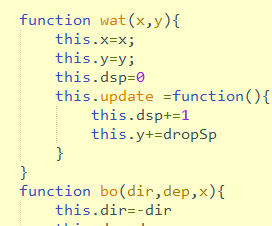 function wat(x,y){
    this.x=x;
    this.y=y;
    this.dsp=0
    this.update =function(){
        this.dsp+=1
        this.y+=dropSp
    }
}
function bo(dir,dep,x){
    this.dir=-dir